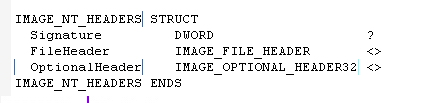 IMAGE_NT_HEADERS STRUCT
Signature DWORD ?
FileHeader IMAGE_FILE_HEADER <>
OptionalHeader IMAGE_OPTIONAL_HEADER32 <>
IMAGE_NT_HEADERS ENDS